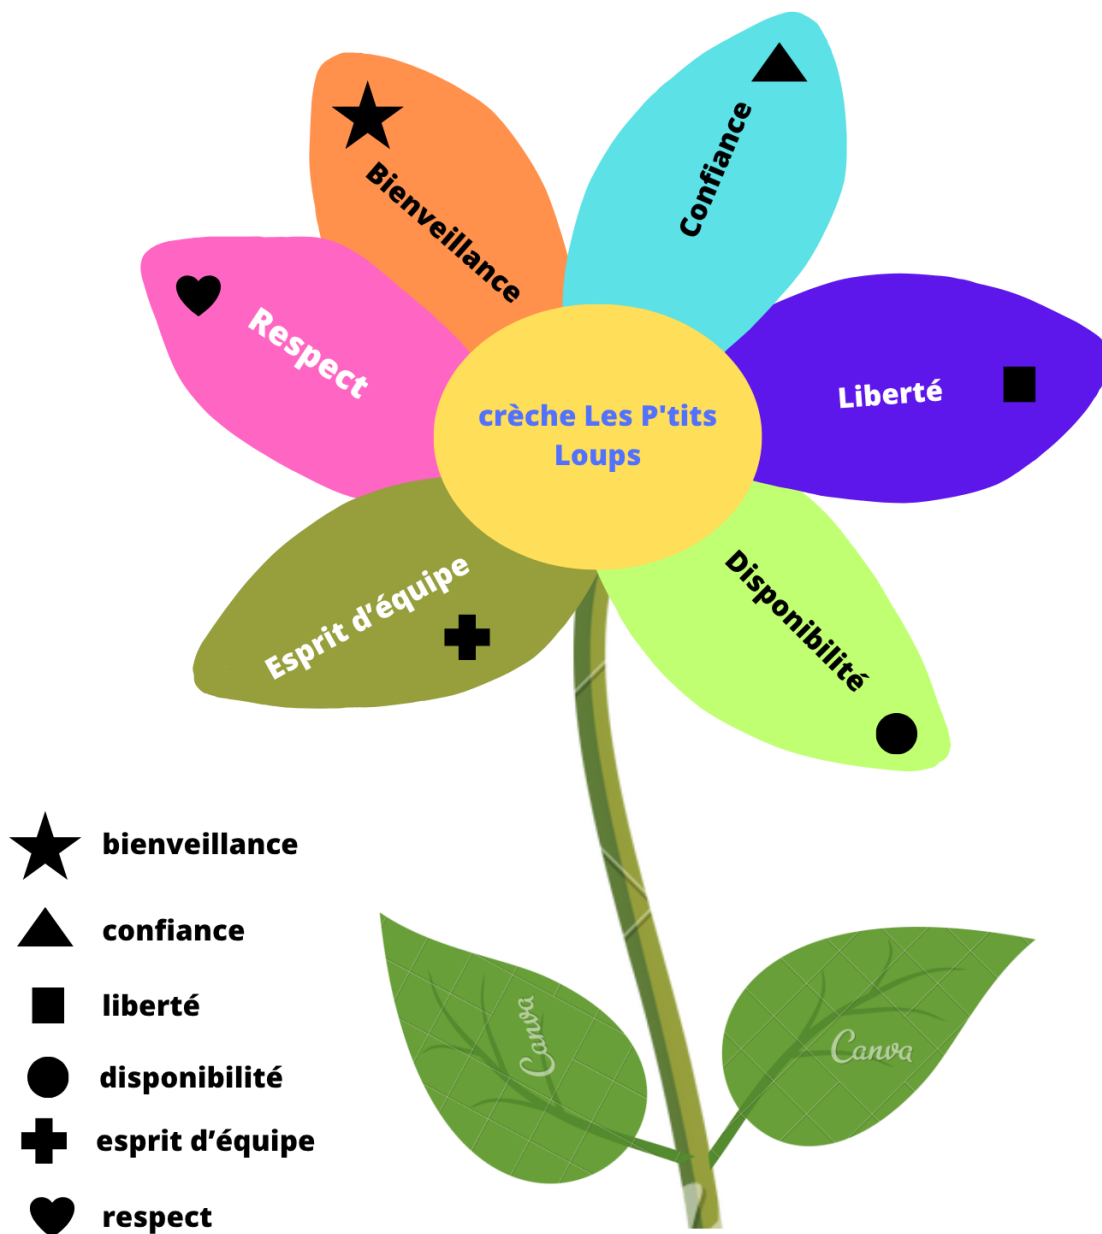 Bienveillance
Confiance
Respect
Liberté
crèche Les P'tits
Loups
Esprit d’équipe
Disponibilité
bienveillance
confiance
liberté
disponibilité
esprit d’équipe
respect
Canva
Canva